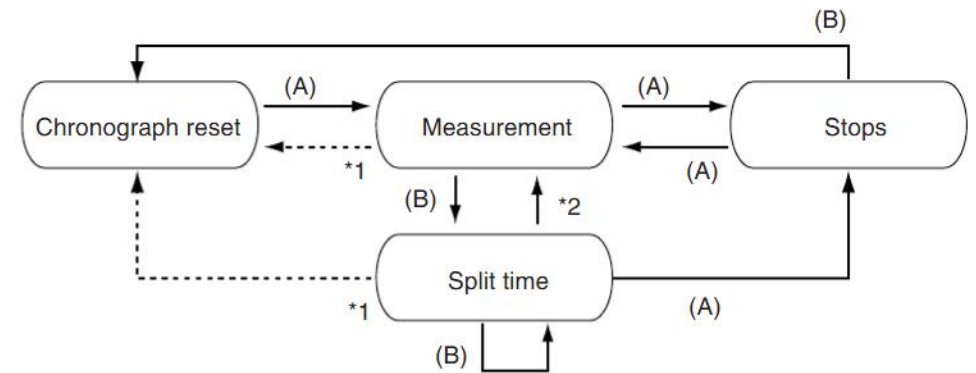 (B)
(A)
(A)
Chronograph reset
Measurement
Stops
*1
(A)
(B)
*2
Split time
*1
(A)
(B)